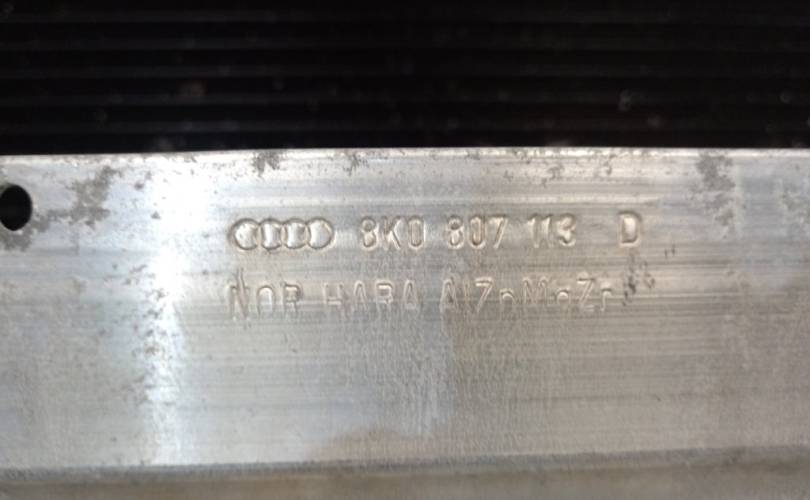 8K0 807 113 D
NOR HARA AlZnMgZr